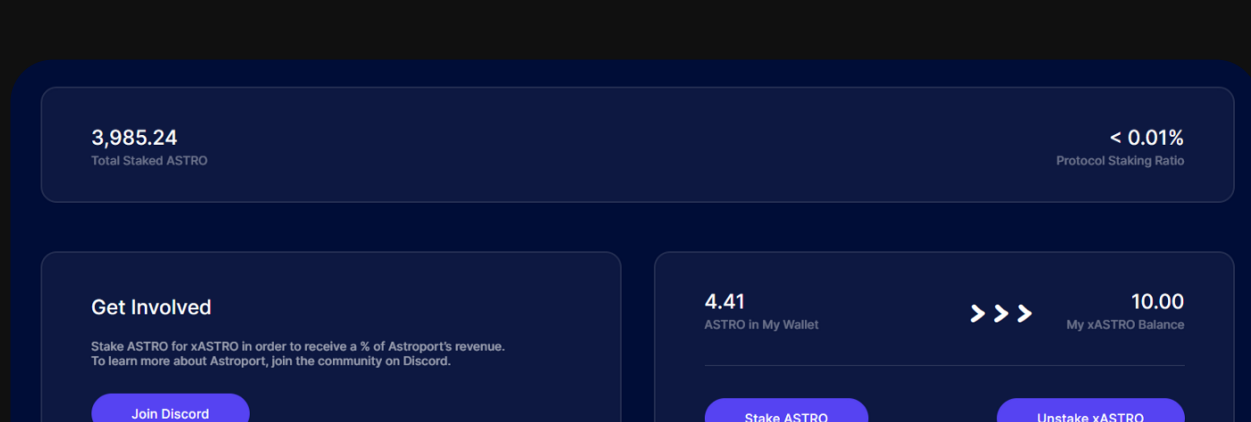 3,985.24
Total Staked ASTRO
< 0.01%
Protocol Staking Ratio
Get Involved
Stake ASTRO for xASTRO in order to receive a % of Astroport's revenue.
To learn more about Astroport, join the community on Discord.
Join Discord
4.41
ASTRO in My Wallet
10.00
My xASTRO Balance
Stake ASTRO
Unstake xASTRO